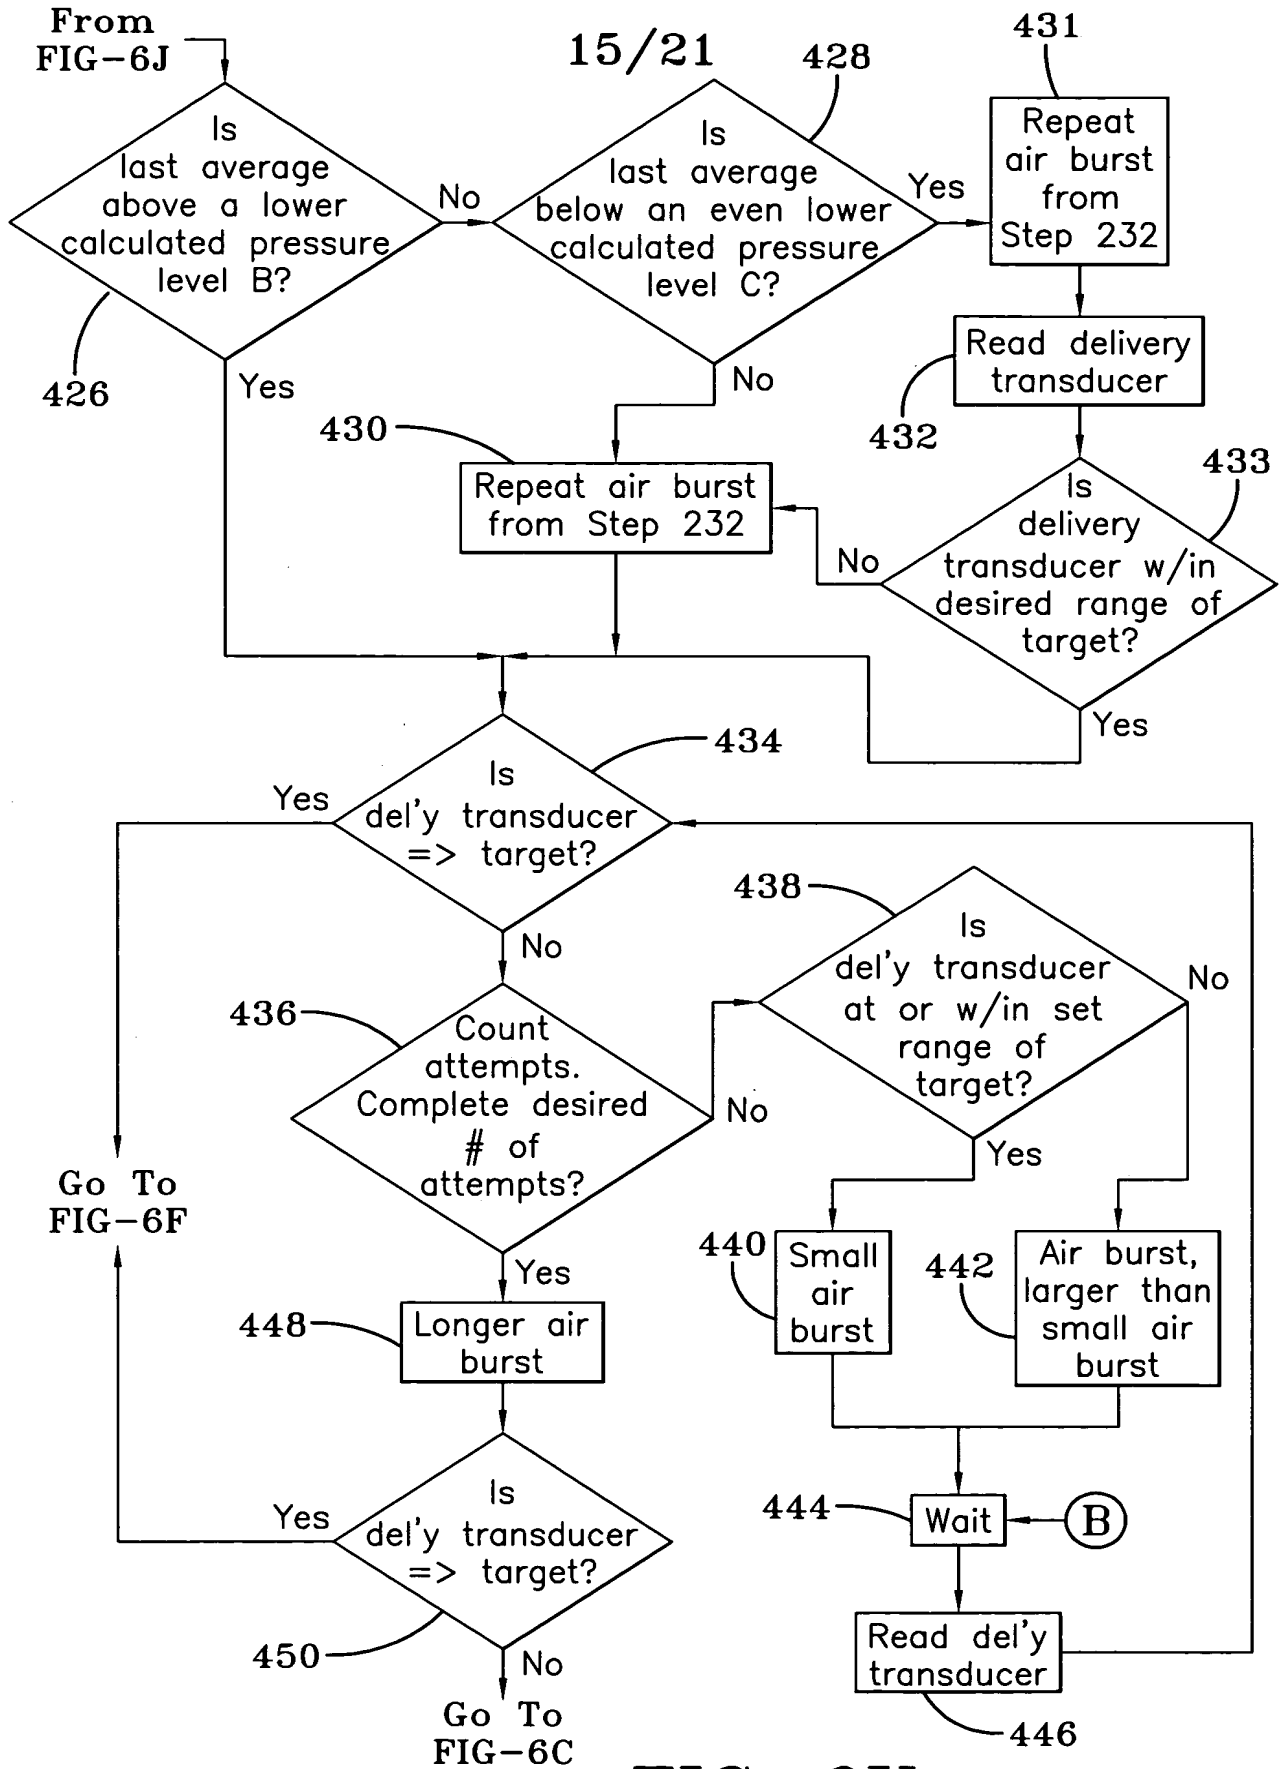 From
FIG-6J
15/21
428
431
Is
last average
above a lower
calculated pressure
level B?
No
426
Yes
Is
last average
below an even lower
calculated pressure
level C?
Yes
No
Repeat
air burst
from
Step 232
Read delivery
transducer
432
430
Repeat air burst
from Step 232
433
Is
delivery
transducer w/in
desired range of
target?
No
Yes
434
Is
del'y transducer
=> target?
Yes
No
436
Count
attempts.
Complete desired
# of
attempts?
No
Yes
438
Is
del'y transducer
at or w/in set
range of
target?
No
Yes
Go To
FIG-6F
440
Small
air
burst
442
Air burst,
larger than
small air
burst
448
Longer air
burst
444
Wait
B
Is
del'y transducer
=> target?
Yes
450
No
Read del'y
transducer
446
Go To
FIG-6C